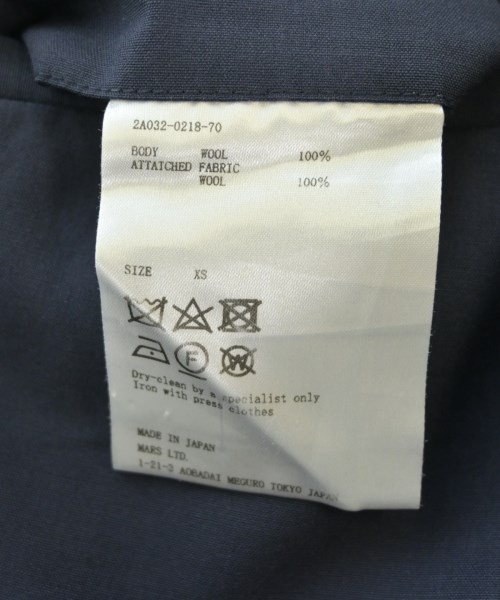 2A032-0218-70
BODY WOOL 100%
ATTATCHED FABRIC
WOOL 100%
SIZE XS
F W
Dry-clean by a specialist only
Iron with press clothes
MADE IN JAPAN
MARS LTD.
1-21-3 AOBADAI MEGURO TOKYO JAPAN